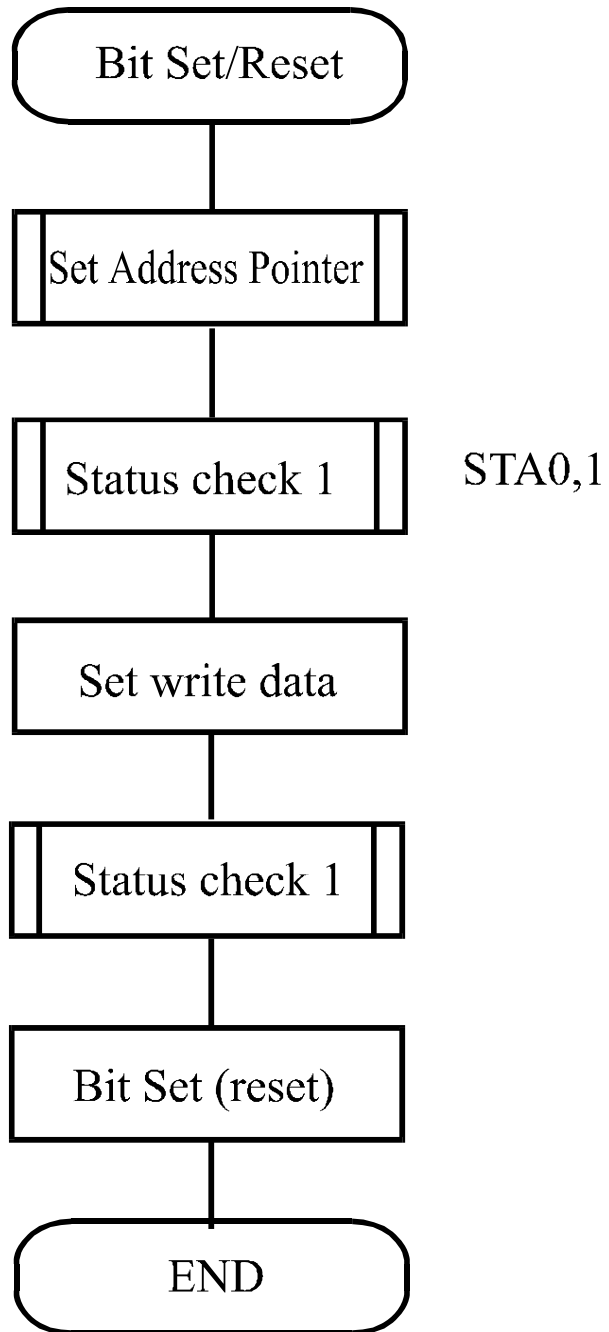 Bit Set/Reset
Set Address Pointer
Status check 1
STA0,1
Set write data
Status check 1
Bit Set (reset)
END